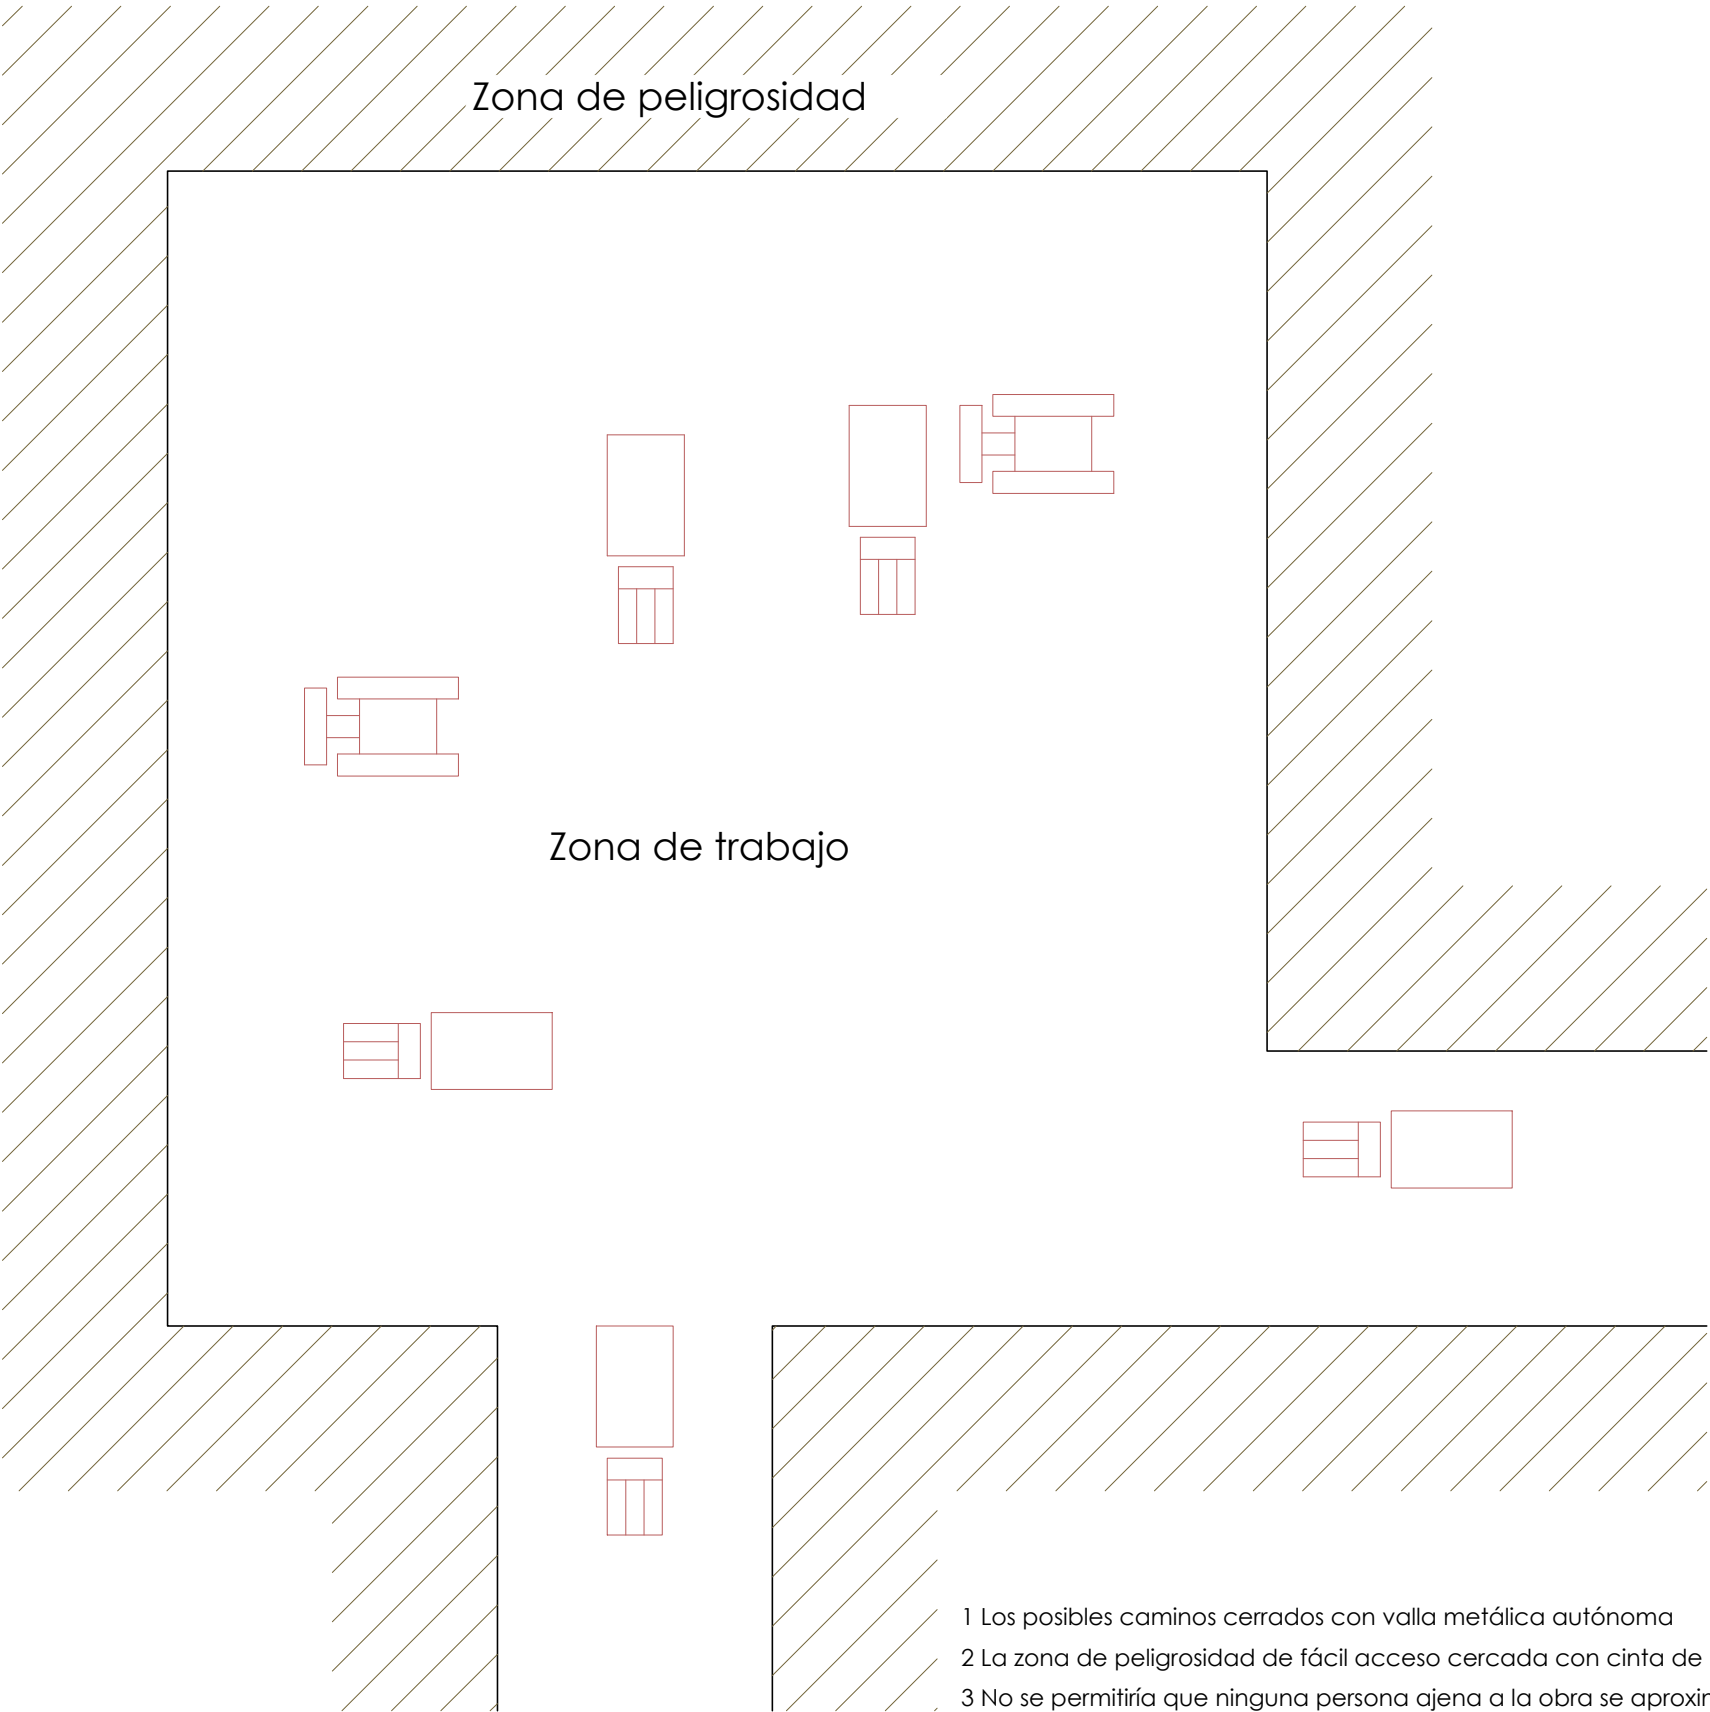 Zona de peligrosidad
Zona de trabajo
1 Los posibles caminos cerrados con valla metálica autónoma
2 La zona de peligrosidad de fácil acceso cercada con cinta de
3 No se permitiría que ninguna persona ajena a la obra se